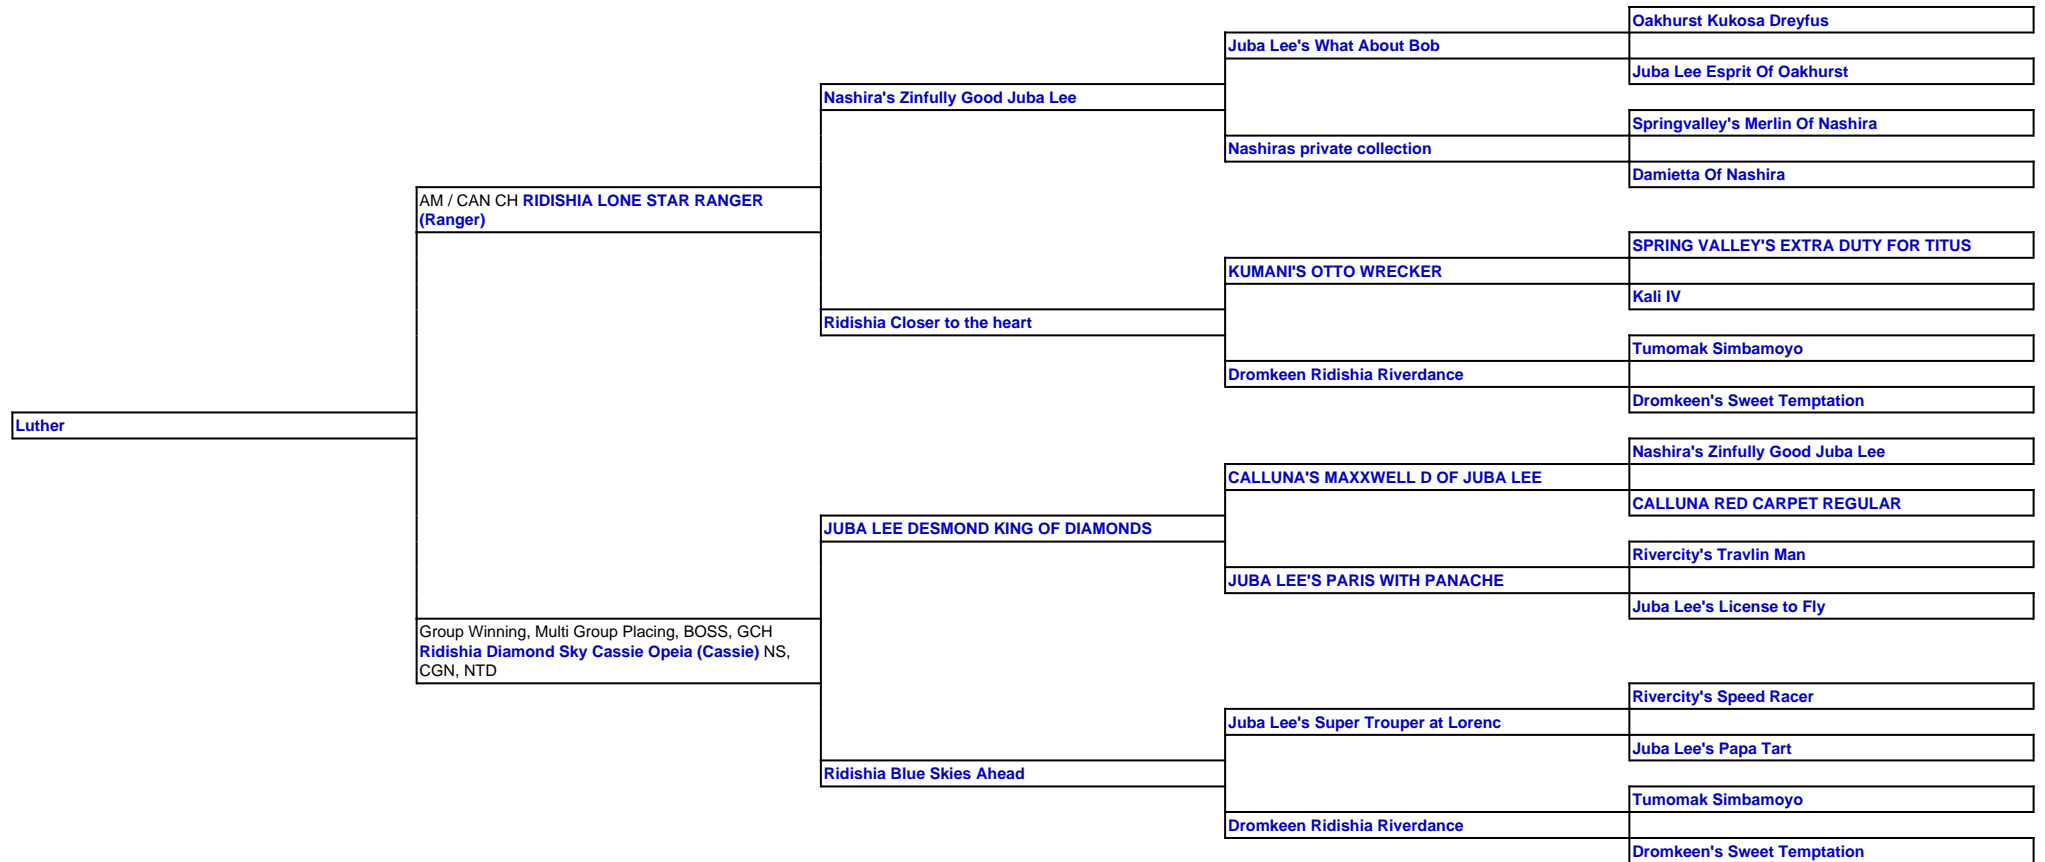 Oakhurst Kukosa Dreyfus
Juba Lee's What About Bob
Juba Lee Esprit Of Oakhurst
Nashira's Zinfully Good Juba Lee
Springvalley's Merlin Of Nashira
Nashiras private collection
Damietta Of Nashira
AM / CAN CH RIDISHIA LONE STAR RANGER
(Ranger)
SPRING VALLEY'S EXTRA DUTY FOR TITUS
KUMANI'S OTTO WRECKER
Kali IV
Ridishia Closer to the heart
Tumomak Simbamoyo
Dromkeen Ridishia Riverdance
Dromkeen's Sweet Temptation
Luther
Nashira's Zinfully Good Juba Lee
CALLUNA'S MAXXWELL D OF JUBA LEE
CALLUNA RED CARPET REGULAR
JUBA LEE DESMOND KING OF DIAMONDS
Rivercity's Travlin Man
JUBA LEE'S PARIS WITH PANACHE
Juba Lee's License to Fly
Group Winning, Multi Group Placing, BOSS, GCH
Ridishia Diamond Sky Cassie Opeia (Cassie) NS,
CGN, NTD
Rivercity's Speed Racer
Juba Lee's Super Trouper at Lorenc
Juba Lee's Papa Tart
Ridishia Blue Skies Ahead
Tumomak Simbamoyo
Dromkeen Ridishia Riverdance
Dromkeen's Sweet Temptation